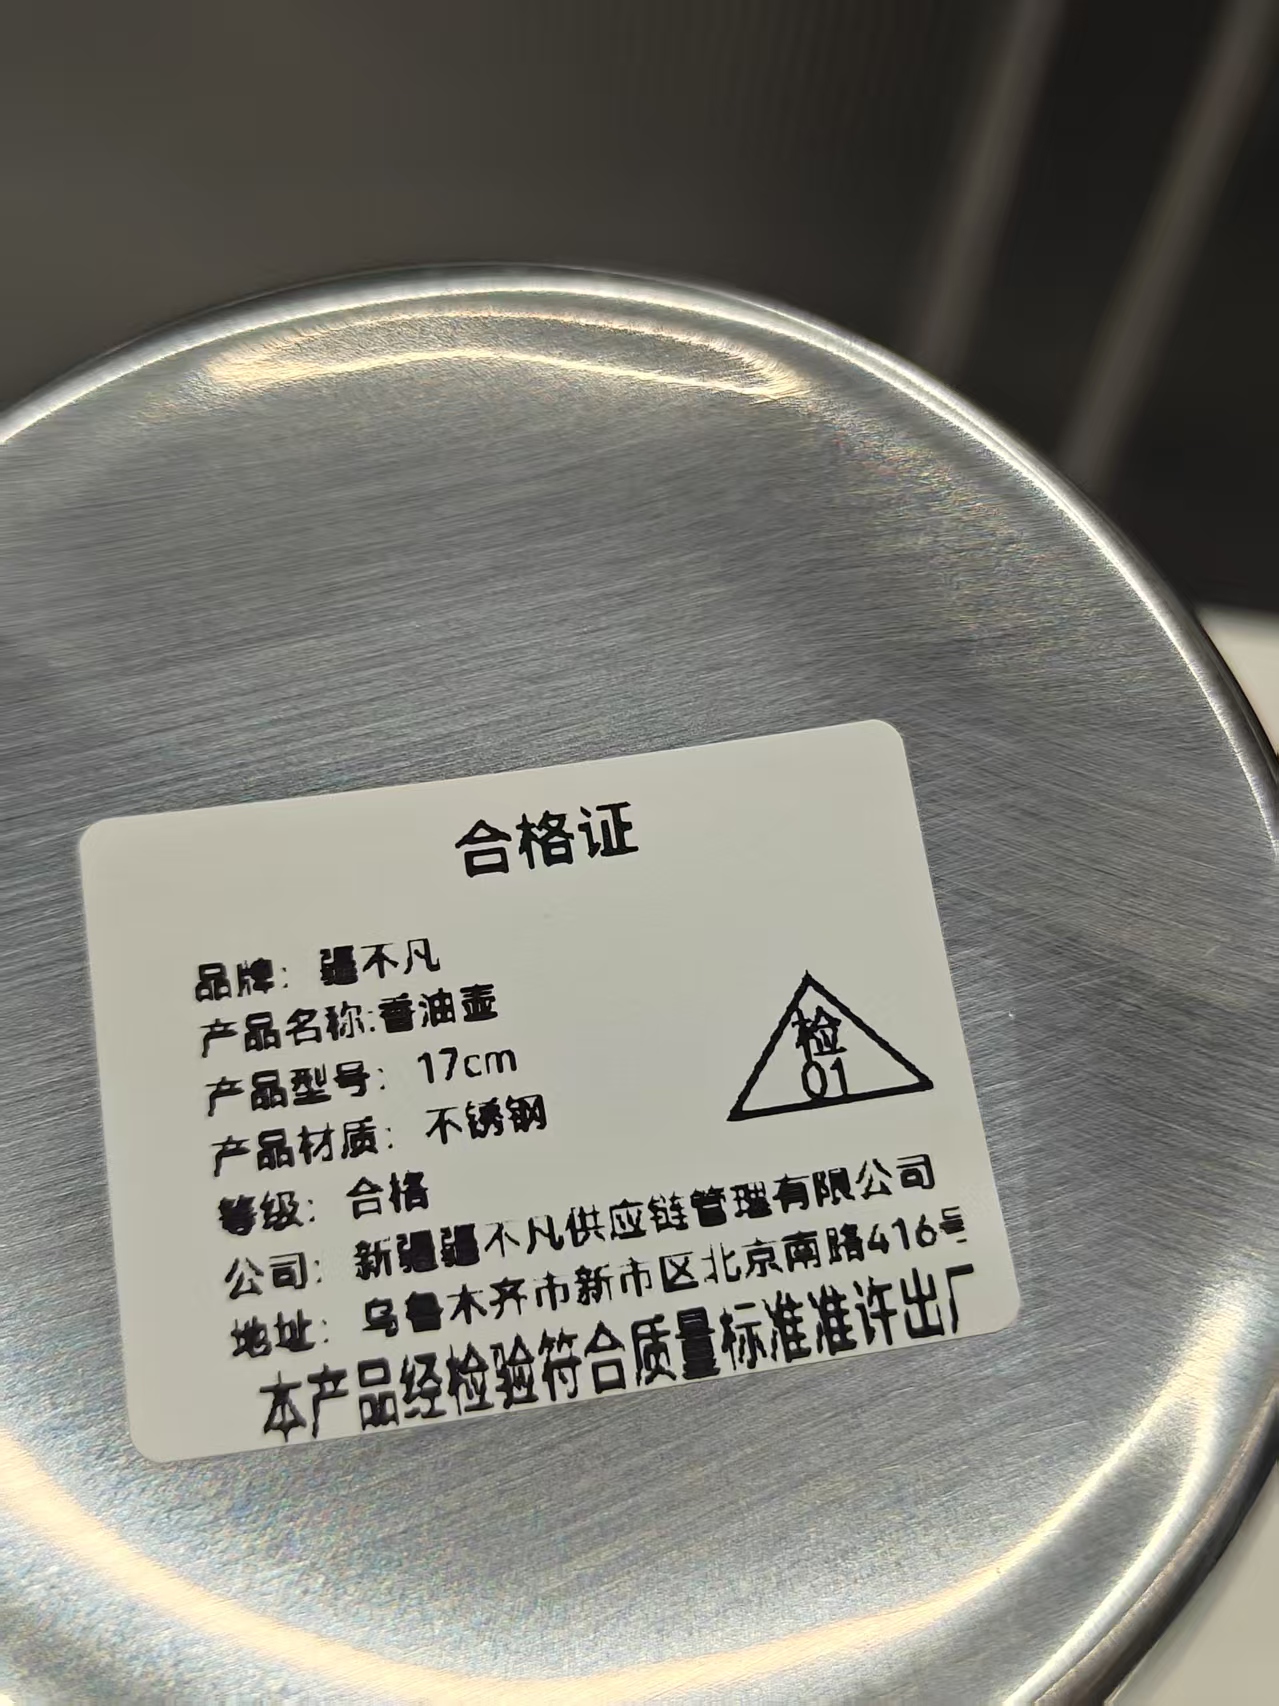 合格证
品牌: 疆不凡
产品名称:香油壶
产品型号: 17cm
产品材质: 不锈钢
等级: 合格
检
01
公司: 新疆疆不凡供应链管理有限公司
地址: 乌鲁木齐市新市区北京南路416号
本产品经检验符合质量标准准许出厂